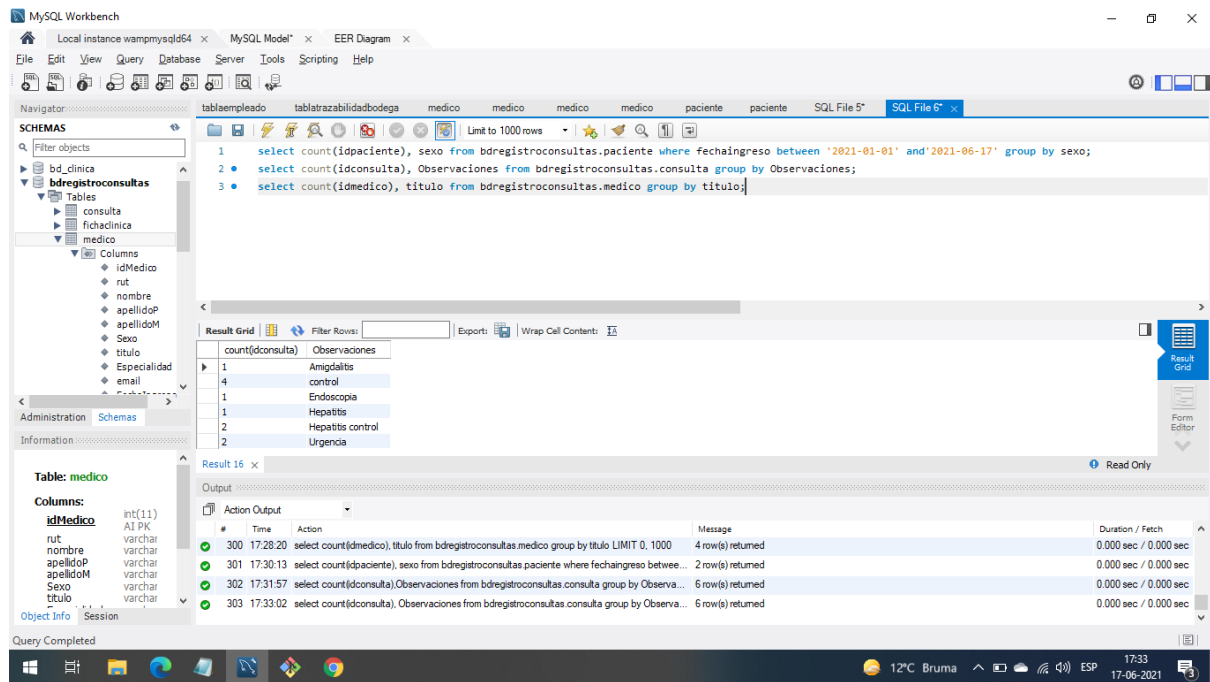 MySQL Workbench
Local instance wampmysqld64 × MySQL Model* × EER Diagram ×
File Edit View Query Database Server Tools Scripting Help
Navigator
SCHEMAS
Filter objects
bd_clinica
bdregistroconsultas
Tables
consulta
fichaclinica
medico
Columns
idMedico
rut
nombre
apellidoP
apellidoM
Sexo
titulo
Especialidad
email
Administration Schemas
Information
Table: medico
Columns:
idMedico int(11)
AI PK
rut varchar
nombre varchar
apellidoP varchar
apellidoM varchar
Sexo varchar
titulo varchar
Object Info Session
tablaempleado tablatrazabilidadbodega medico medico medico medico paciente paciente SQL File 5* SQL File 6* ×
Limit to 1000 rows
1 select count(idpaciente), sexo from bdregistroconsultas.paciente where fechaingreso between '2021-01-01' and'2021-06-17' group by sexo;
2 select count(idconsulta), Observaciones from bdregistroconsultas.consulta group by Observaciones;
3 select count(idmedico), titulo from bdregistroconsultas.medico group by titulo;
Result Grid Filter Rows: Export: Wrap Cell Content:
count(idconsulta) Observaciones
1 Amigdalitis
4 control
1 Endoscopia
1 Hepatitis
2 Hepatitis control
2 Urgencia
Result Grid
Form Editor
Result 16 × Read Only
Output
Action Output
# Time Action Message Duration / Fetch
300 17:28:20 select count(idmedico), titulo from bdregistroconsultas.medico group by titulo LIMIT 0, 1000 4 row(s) returned 0.000 sec / 0.000 sec
301 17:30:13 select count(idpaciente), sexo from bdregistroconsultas.paciente where fechaingreso betwee... 2 row(s) returned 0.000 sec / 0.000 sec
302 17:31:57 select count(idconsulta),Observaciones from bdregistroconsultas.consulta group by Observa... 6 row(s) returned 0.000 sec / 0.000 sec
303 17:33:02 select count(idconsulta), Observaciones from bdregistroconsultas.consulta group by Observa... 6 row(s) returned 0.000 sec / 0.000 sec
Query Completed
12°C Bruma ESP 17:33
17-06-2021
3